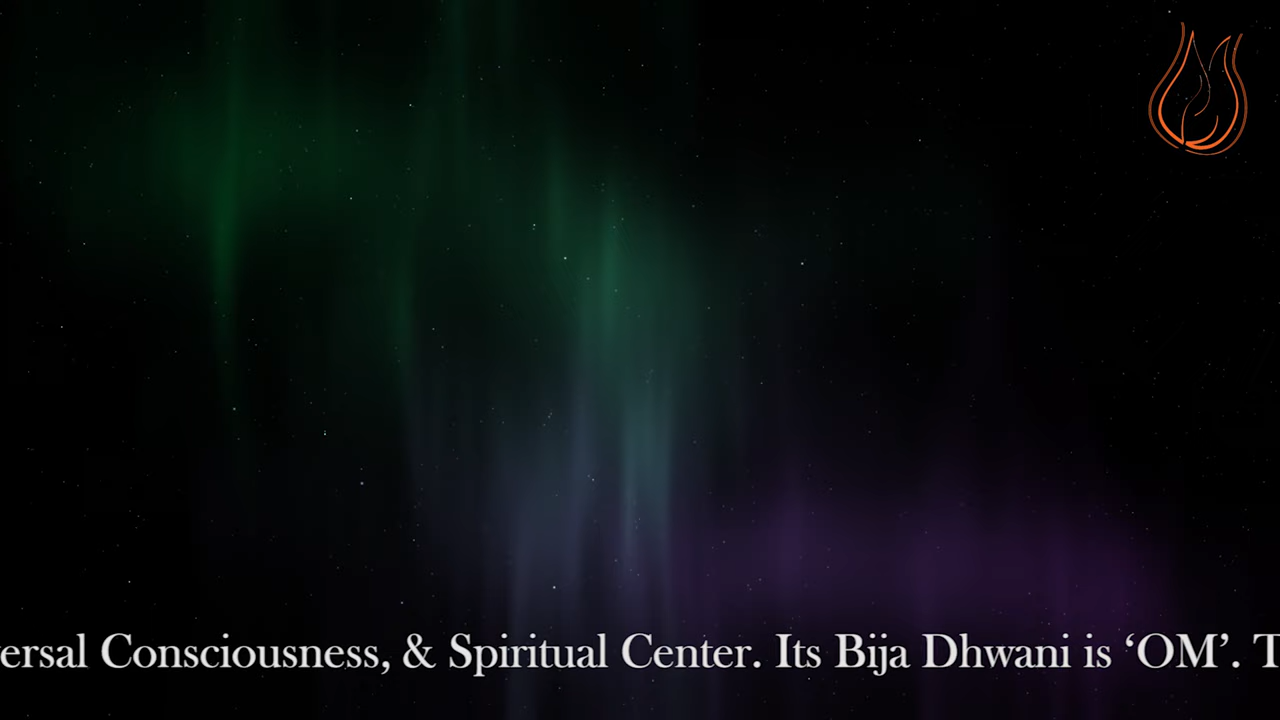 ersal Consciousness, & Spiritual Center. Its Bija Dhwani is ‘OM’. T